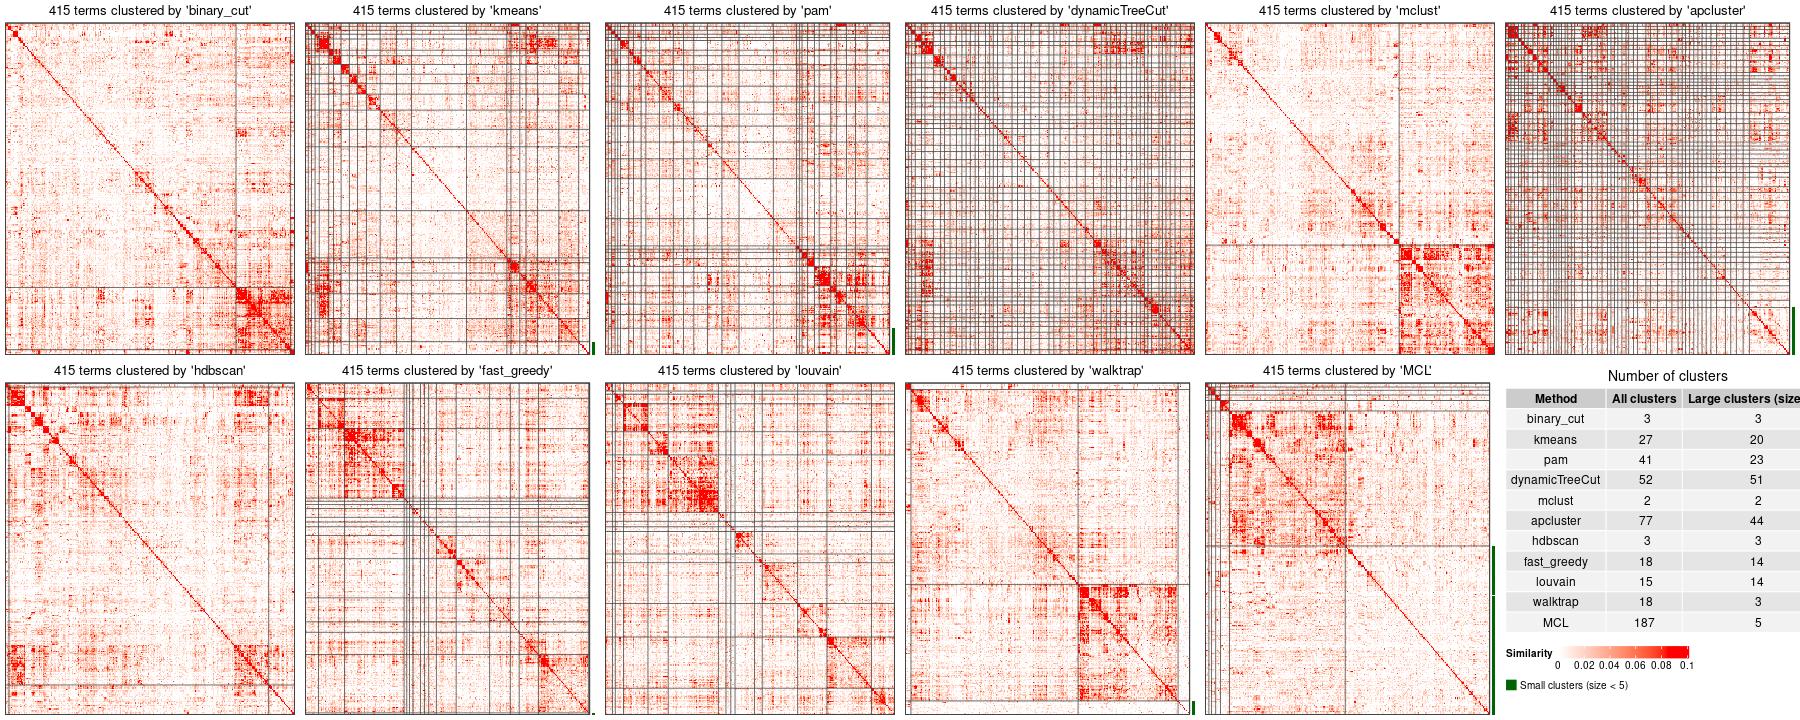 415 terms clustered by 'binary_cut'
415 terms clustered by 'kmeans'
415 terms clustered by 'pam'
415 terms clustered by 'dynamicTreeCut'
415 terms clustered by 'mclust'
415 terms clustered by 'apcluster'
415 terms clustered by 'hdbscan'
415 terms clustered by 'fast_greedy'
415 terms clustered by 'louvain'
415 terms clustered by 'walktrap'
415 terms clustered by 'MCL'
Number of clusters
Method All clusters Large clusters (size
binary_cut 3 3
kmeans 27 20
pam 41 23
dynamicTreeCut 52 51
mclust 2 2
apcluster 77 44
hdbscan 3 3
fast_greedy 18 14
louvain 15 14
walktrap 18 3
MCL 187 5
Similarity
0 0.02 0.04 0.06 0.08 0.1
Small clusters (size < 5)